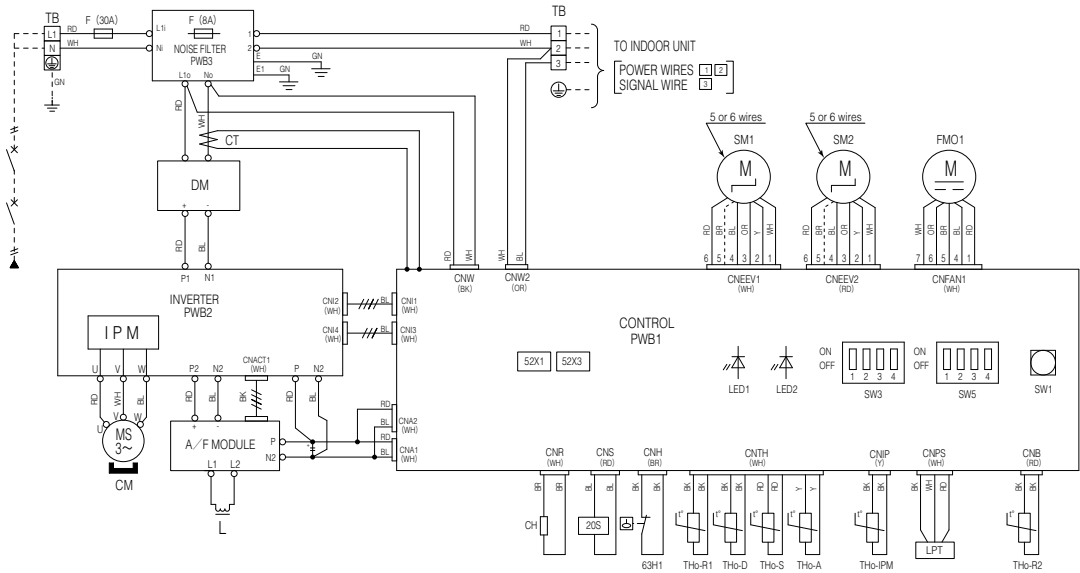 TB
F (30A)
L1
RD
N
WH
GN
L1i
Ni
F (8A)
NOISE FILTER
PWB3
L1o
No
1
2
E
GN
E1
GN
RD
WH
TB
1
2
3
TO INDOOR UNIT
POWER WIRES 1 2
SIGNAL WIRE 3
RD
WH
CT
DM
+
-
RD
BL
P1
N1
INVERTER
PWB2
IPM
U
V
W
P2
N2
CNACT1
(WH)
P
N2
RD
WH
BL
RD
BL
BK
RD
BL
U
V
W
MS
3~
CM
+
-
A/F MODULE
P
N2
L1
L2
L
CNI2
(WH)
BL
CNI1
(WH)
CNI4
(WH)
BL
CNI3
(WH)
RD
BL
CNA2
(WH)
RD
BL
CNA1
(WH)
RD
WH
CNW
(BK)
WH
BL
CNW2
(OR)
5 or 6 wires
SM1
M
RD
BR
BL
OR
Y
WH
6
5
4
3
2
1
CNEEV1
(WH)
5 or 6 wires
SM2
M
RD
BR
BL
OR
Y
WH
6
5
4
3
2
1
CNEEV2
(RD)
FMO1
M
WH
OR
BR
BL
RD
7
6
5
4
1
CNFAN1
(WH)
CONTROL
PWB1
52X1
52X3
LED1
LED2
ON
OFF
1 2 3 4
SW3
ON
OFF
1 2 3 4
SW5
SW1
CNR
(WH)
CNS
(RD)
CNH
(BR)
CNTH
(WH)
CNIP
(Y)
CNPS
(WH)
CNB
(RD)
BR
BR
BL
BL
BK
BK
BK
BK
BK
BK
RD
RD
Y
Y
BK
BK
BK
WH
RD
BK
BK
CH
20S
63H1
t°
t°
t°
t°
t°
t°
THo-R1
THo-D
THo-S
THo-A
THo-IPM
LPT
THo-R2